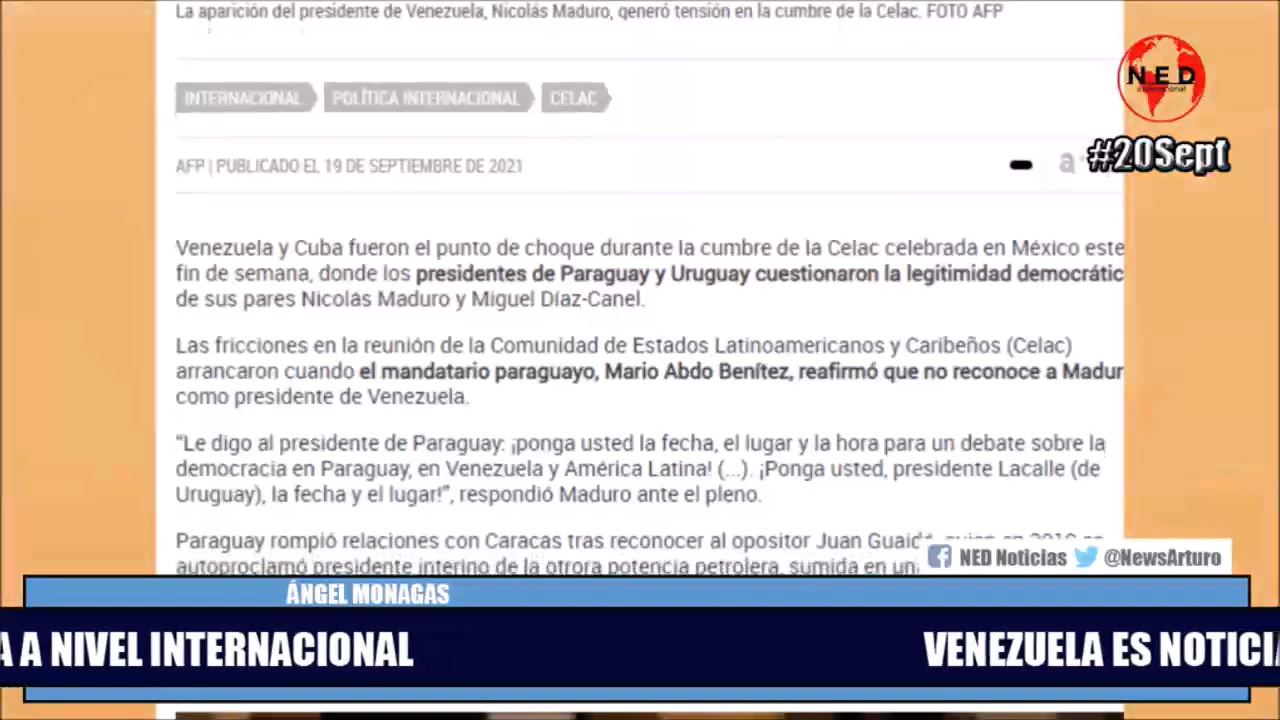 La aparición del presidente de Venezuela, Nicolás Maduro, generó tensión en la cumbre de la Celac. FOTO AFP
INTERNACIONAL POLÍTICA INTERNACIONAL CELAC
NED
#20Sept
AFP | PUBLICADO EL 19 DE SEPTIEMBRE DE 2021
a
Venezuela y Cuba fueron el punto de choque durante la cumbre de la Celac celebrada en México este
fin de semana, donde los presidentes de Paraguay y Uruguay cuestionaron la legitimidad democrátic
de sus pares Nicolás Maduro y Miguel Díaz-Canel.
Las fricciones en la reunión de la Comunidad de Estados Latinoamericanos y Caribeños (Celac)
arrancaron cuando el mandatario paraguayo, Mario Abdo Benítez, reafirmó que no reconoce a Madur
como presidente de Venezuela.
“Le digo al presidente de Paraguay: ¡ponga usted la fecha, el lugar y la hora para un debate sobre la
democracia en Paraguay, en Venezuela y América Latina! (...). ¡Ponga usted, presidente Lacalle (de
Uruguay), la fecha y el lugar!”, respondió Maduro ante el pleno.
Paraguay rompió relaciones con Caracas tras reconocer al opositor Juan
autoproclamó presidente interino de la otrora potencia petrolera, sumida en un
NED Noticias @NewsArturo
ÁNGEL MONAGAS
A A NIVEL INTERNACIONAL VENEZUELA ES NOTICIA